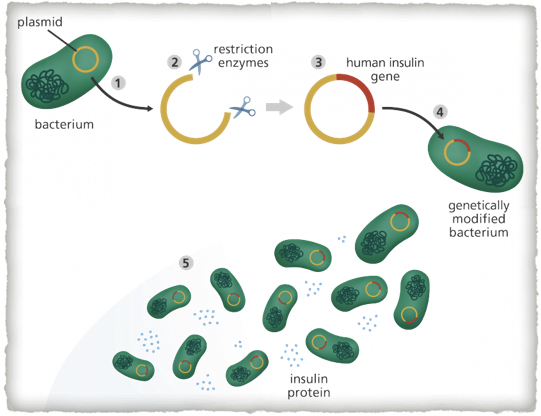 plasmid
1
bacterium
2
restriction
enzymes
3
human insulin
gene
4
genetically
modified
bacterium
5
insulin
protein